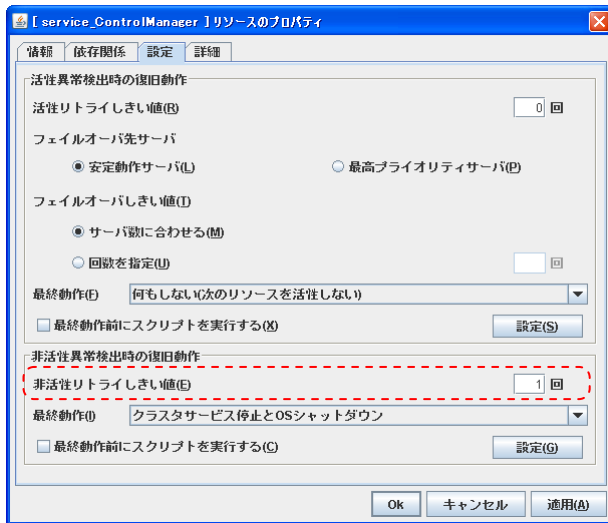 [ service_ControlManager ]リソースのプロパティ
情報 依存関係 設定 詳細
活性異常検出時の復旧動作
活性リトライしきい値(R) 0 回
フェイルオーバ先サーバ
安定動作サーバ(L) 最高プライオリティサーバ(P)
フェイルオーバしきい値(T)
サーバ数に合わせる(M)
回数を指定(U) 回
最終動作(F) 何もしない(次のリソースを活性しない)
最終動作前にスクリプトを実行する(X) 設定(S)
非活性異常検出時の復旧動作
非活性リトライしきい値(E) 1 回
最終動作(I) クラスタサービス停止とOSシャットダウン
最終動作前にスクリプトを実行する(C) 設定(G)
Ok キャンセル 適用(A)